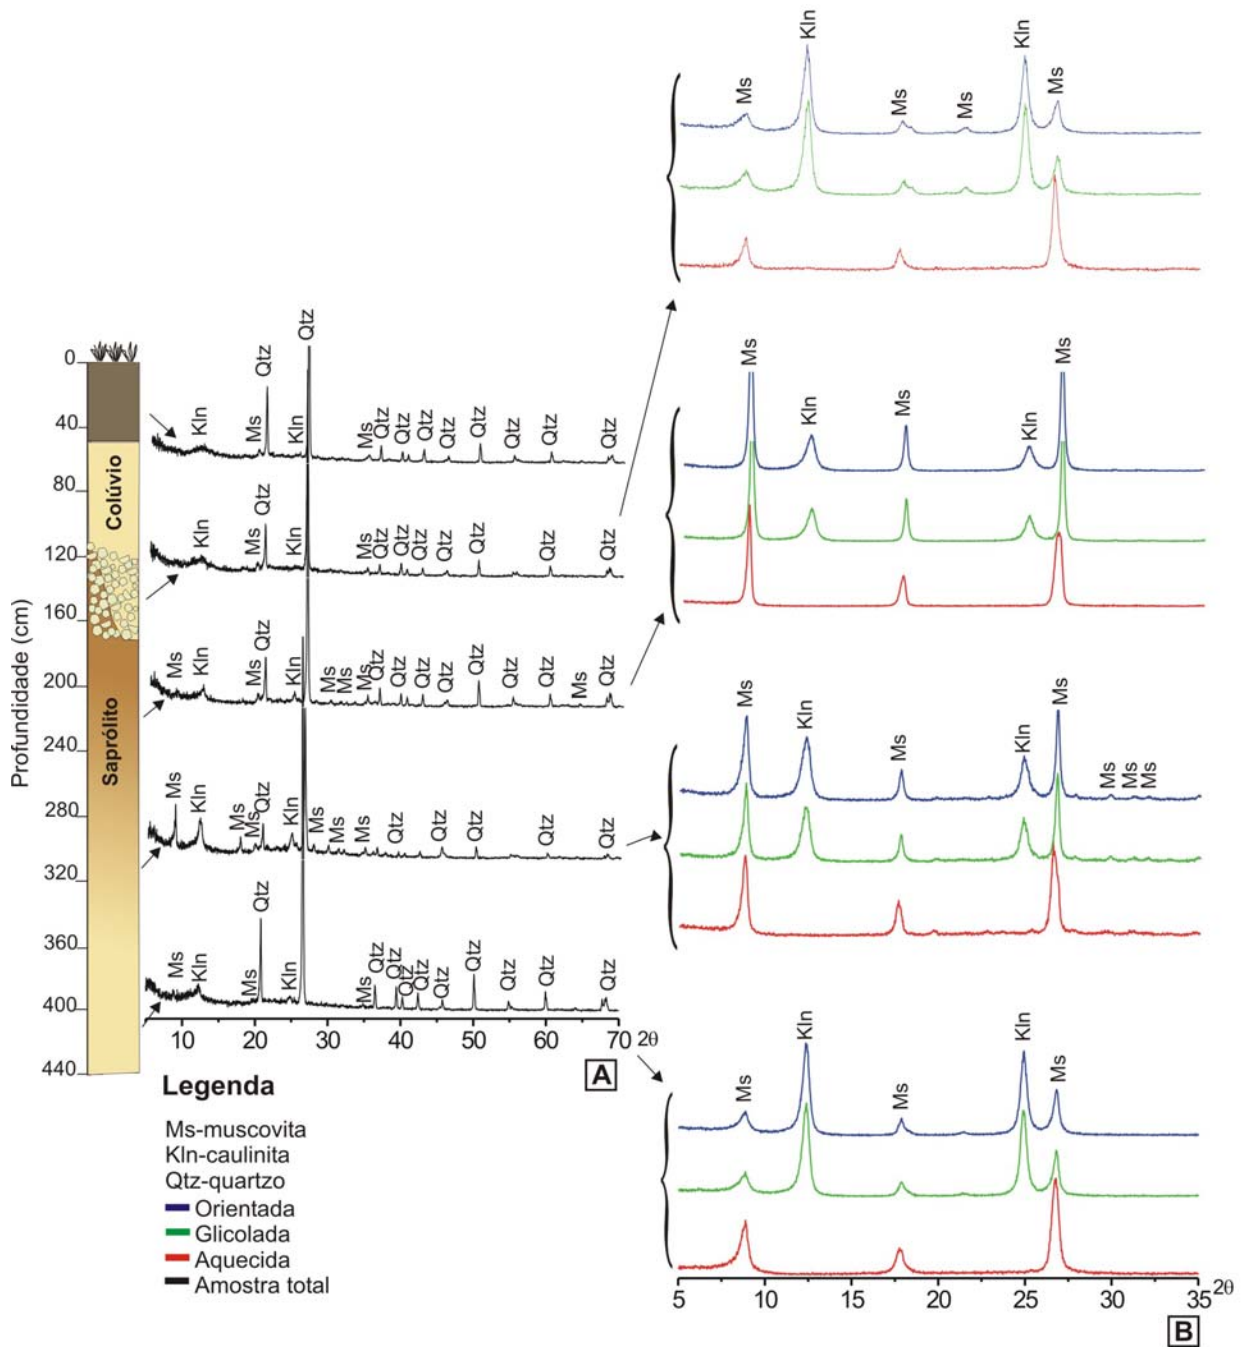 Profundidade (cm)
0
40
80
120
160
200
240
280
320
360
400
440
Colúvio
Saprólito
Kln Ms Qtz Kln Qtz Ms Qtz Qtz Qtz Qtz Qtz Qtz Qtz Qtz
Kln Ms Qtz Kln Ms Qtz Qtz Qtz Qtz Qtz Qtz Qtz
Ms Kln Ms Qtz Kln Ms Ms Ms Qtz Qtz Qtz Qtz Qtz Qtz Qtz Ms Qtz
Ms Kln Ms Ms Qtz Kln Ms Ms Ms Qtz Qtz Qtz Qtz Qtz
Ms Kln Ms Qtz Kln Ms Qtz Qtz Qtz Qtz Qtz Qtz Qtz Qtz Qtz
10 20 30 40 50 60 70 2θ
A
Legenda
Ms-muscovita
Kln-caulinita
Qtz-quartzo
Orientada
Glicolada
Aquecida
Amostra total
Ms Kln Ms Ms Kln Ms
Ms Kln Ms Kln Ms
Ms Kln Ms Kln Ms Ms Ms Ms
Ms Kln Ms Kln Ms
5 10 15 20 25 30 35 2θ
B